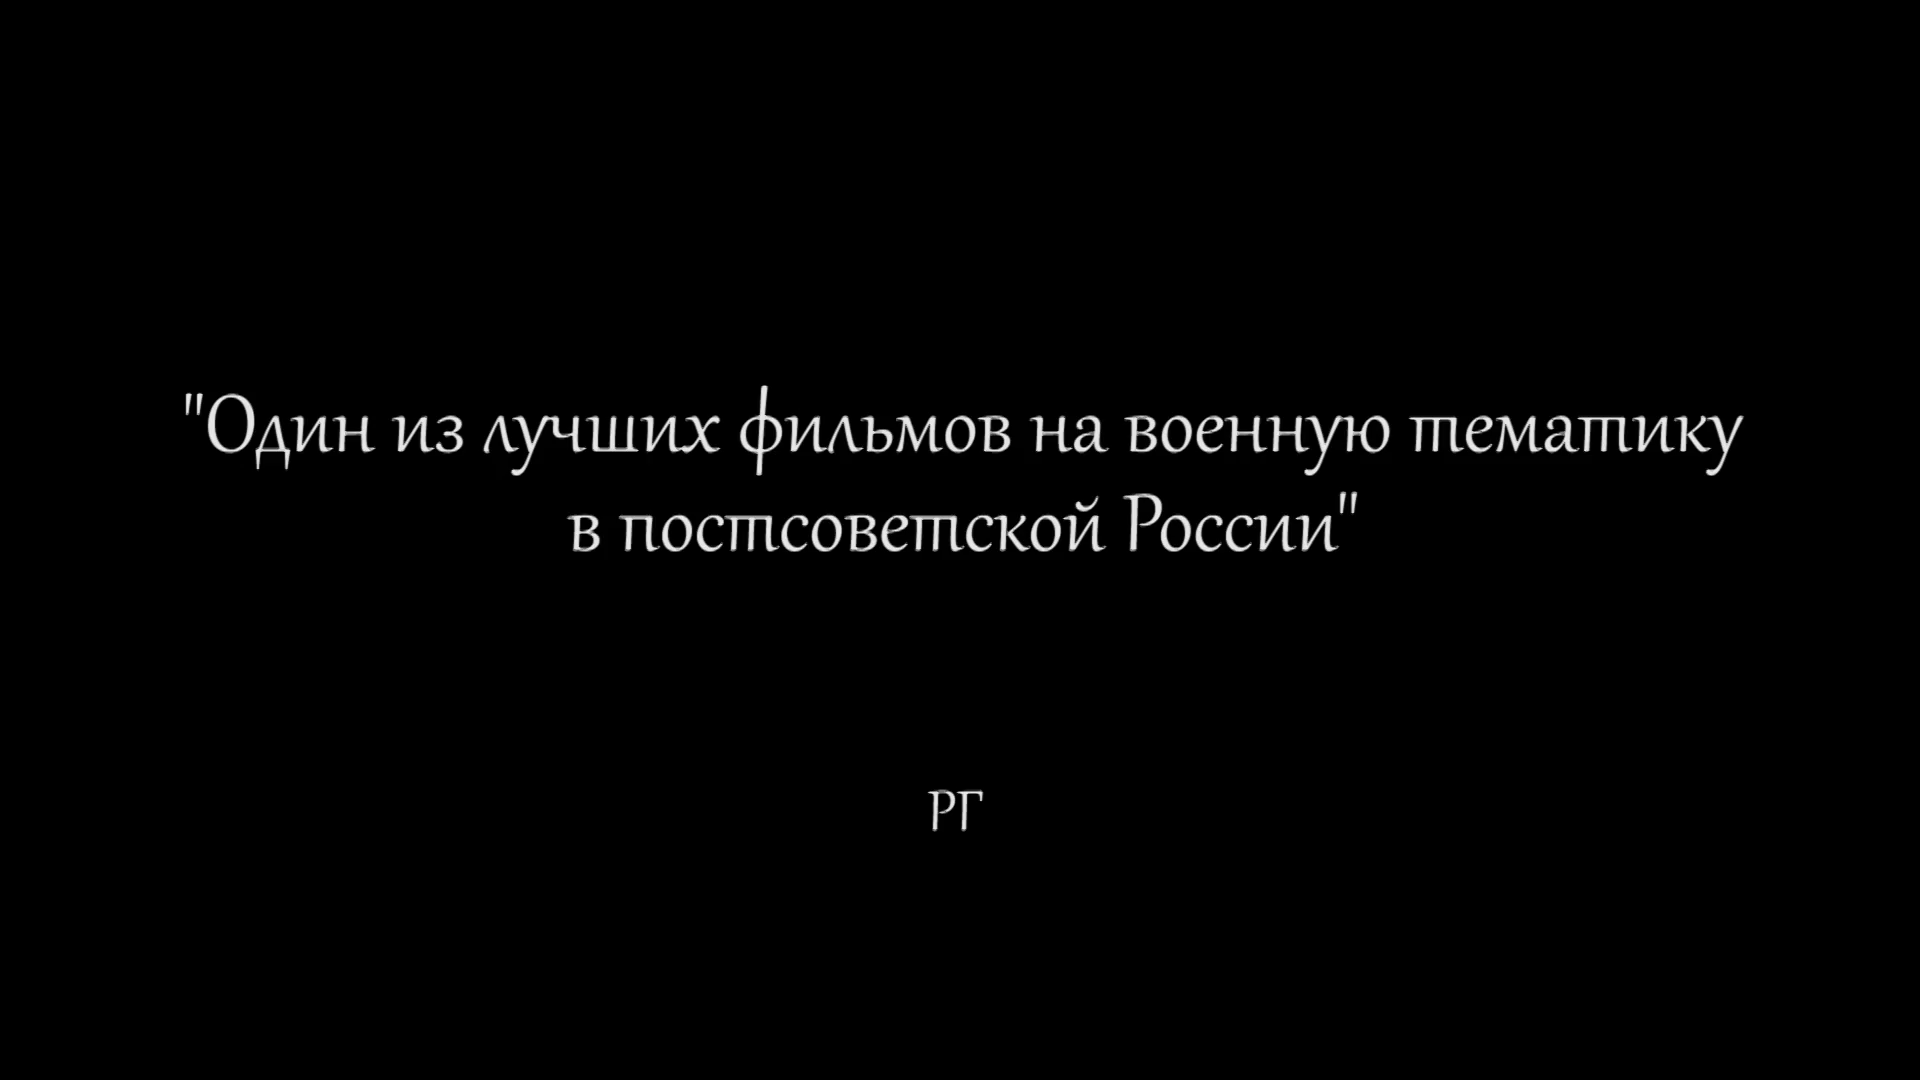 "Один из лучших фильмов на военную тематику
в постсоветской России"
РГ